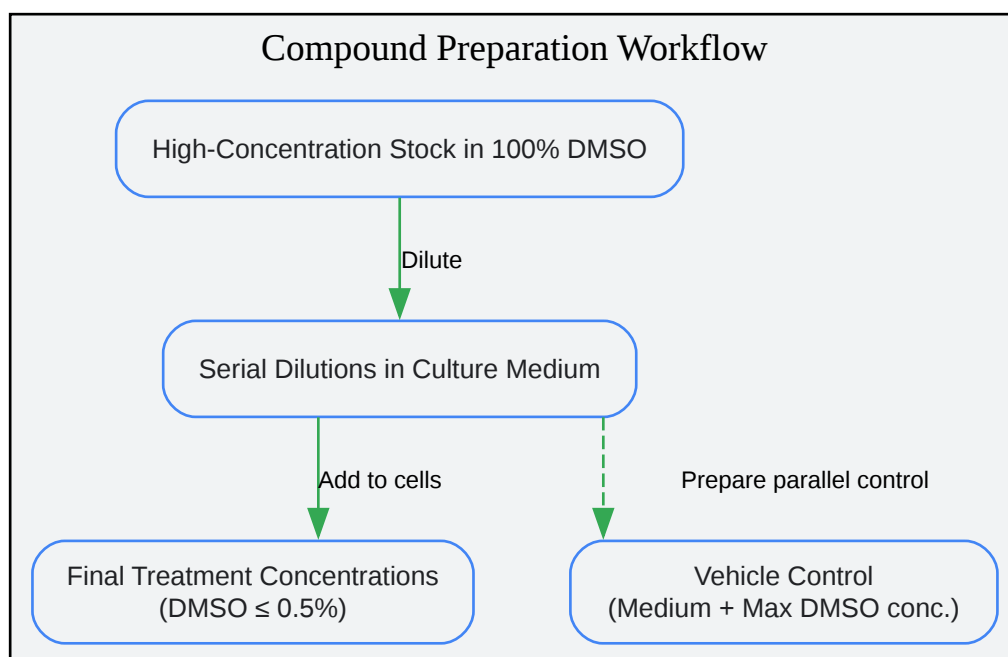 Compound Preparation Workflow
High-Concentration Stock in 100% DMSO
Dilute
Serial Dilutions in Culture Medium
Add to cells
Prepare parallel control
Final Treatment Concentrations
(DMSO ≤ 0.5%)
Vehicle Control
(Medium + Max DMSO conc.)